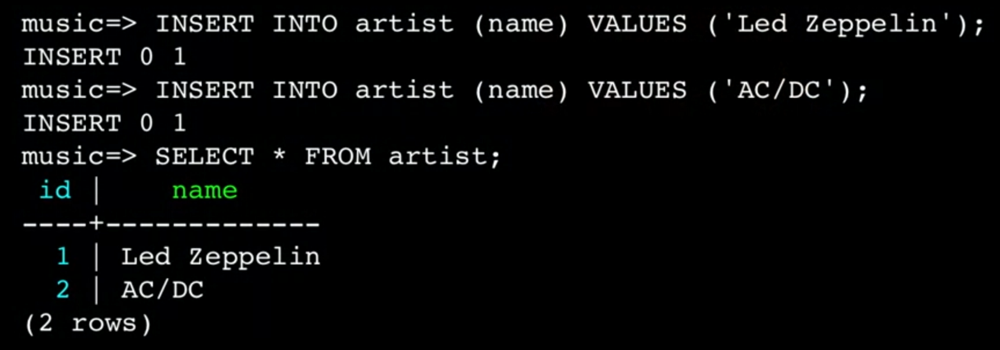 music=> INSERT INTO artist (name) VALUES ('Led Zeppelin');
INSERT 0 1
music=> INSERT INTO artist (name) VALUES ('AC/DC');
INSERT 0 1
music=> SELECT * FROM artist;
 id |    name
----+-------------
  1 | Led Zeppelin
  2 | AC/DC
(2 rows)